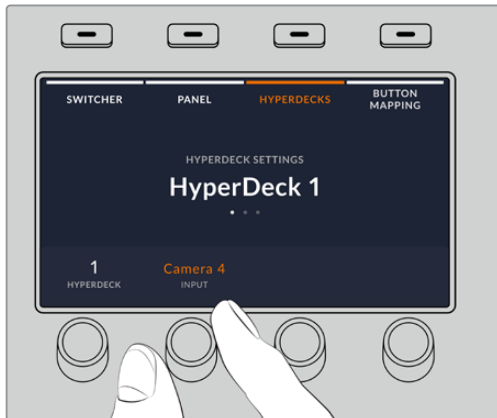 SWITCHER
PANEL
HYPERDECKS
BUTTON
MAPPING
HYPERDECK SETTINGS
HyperDeck 1
1
HYPERDECK
Camera 4
INPUT